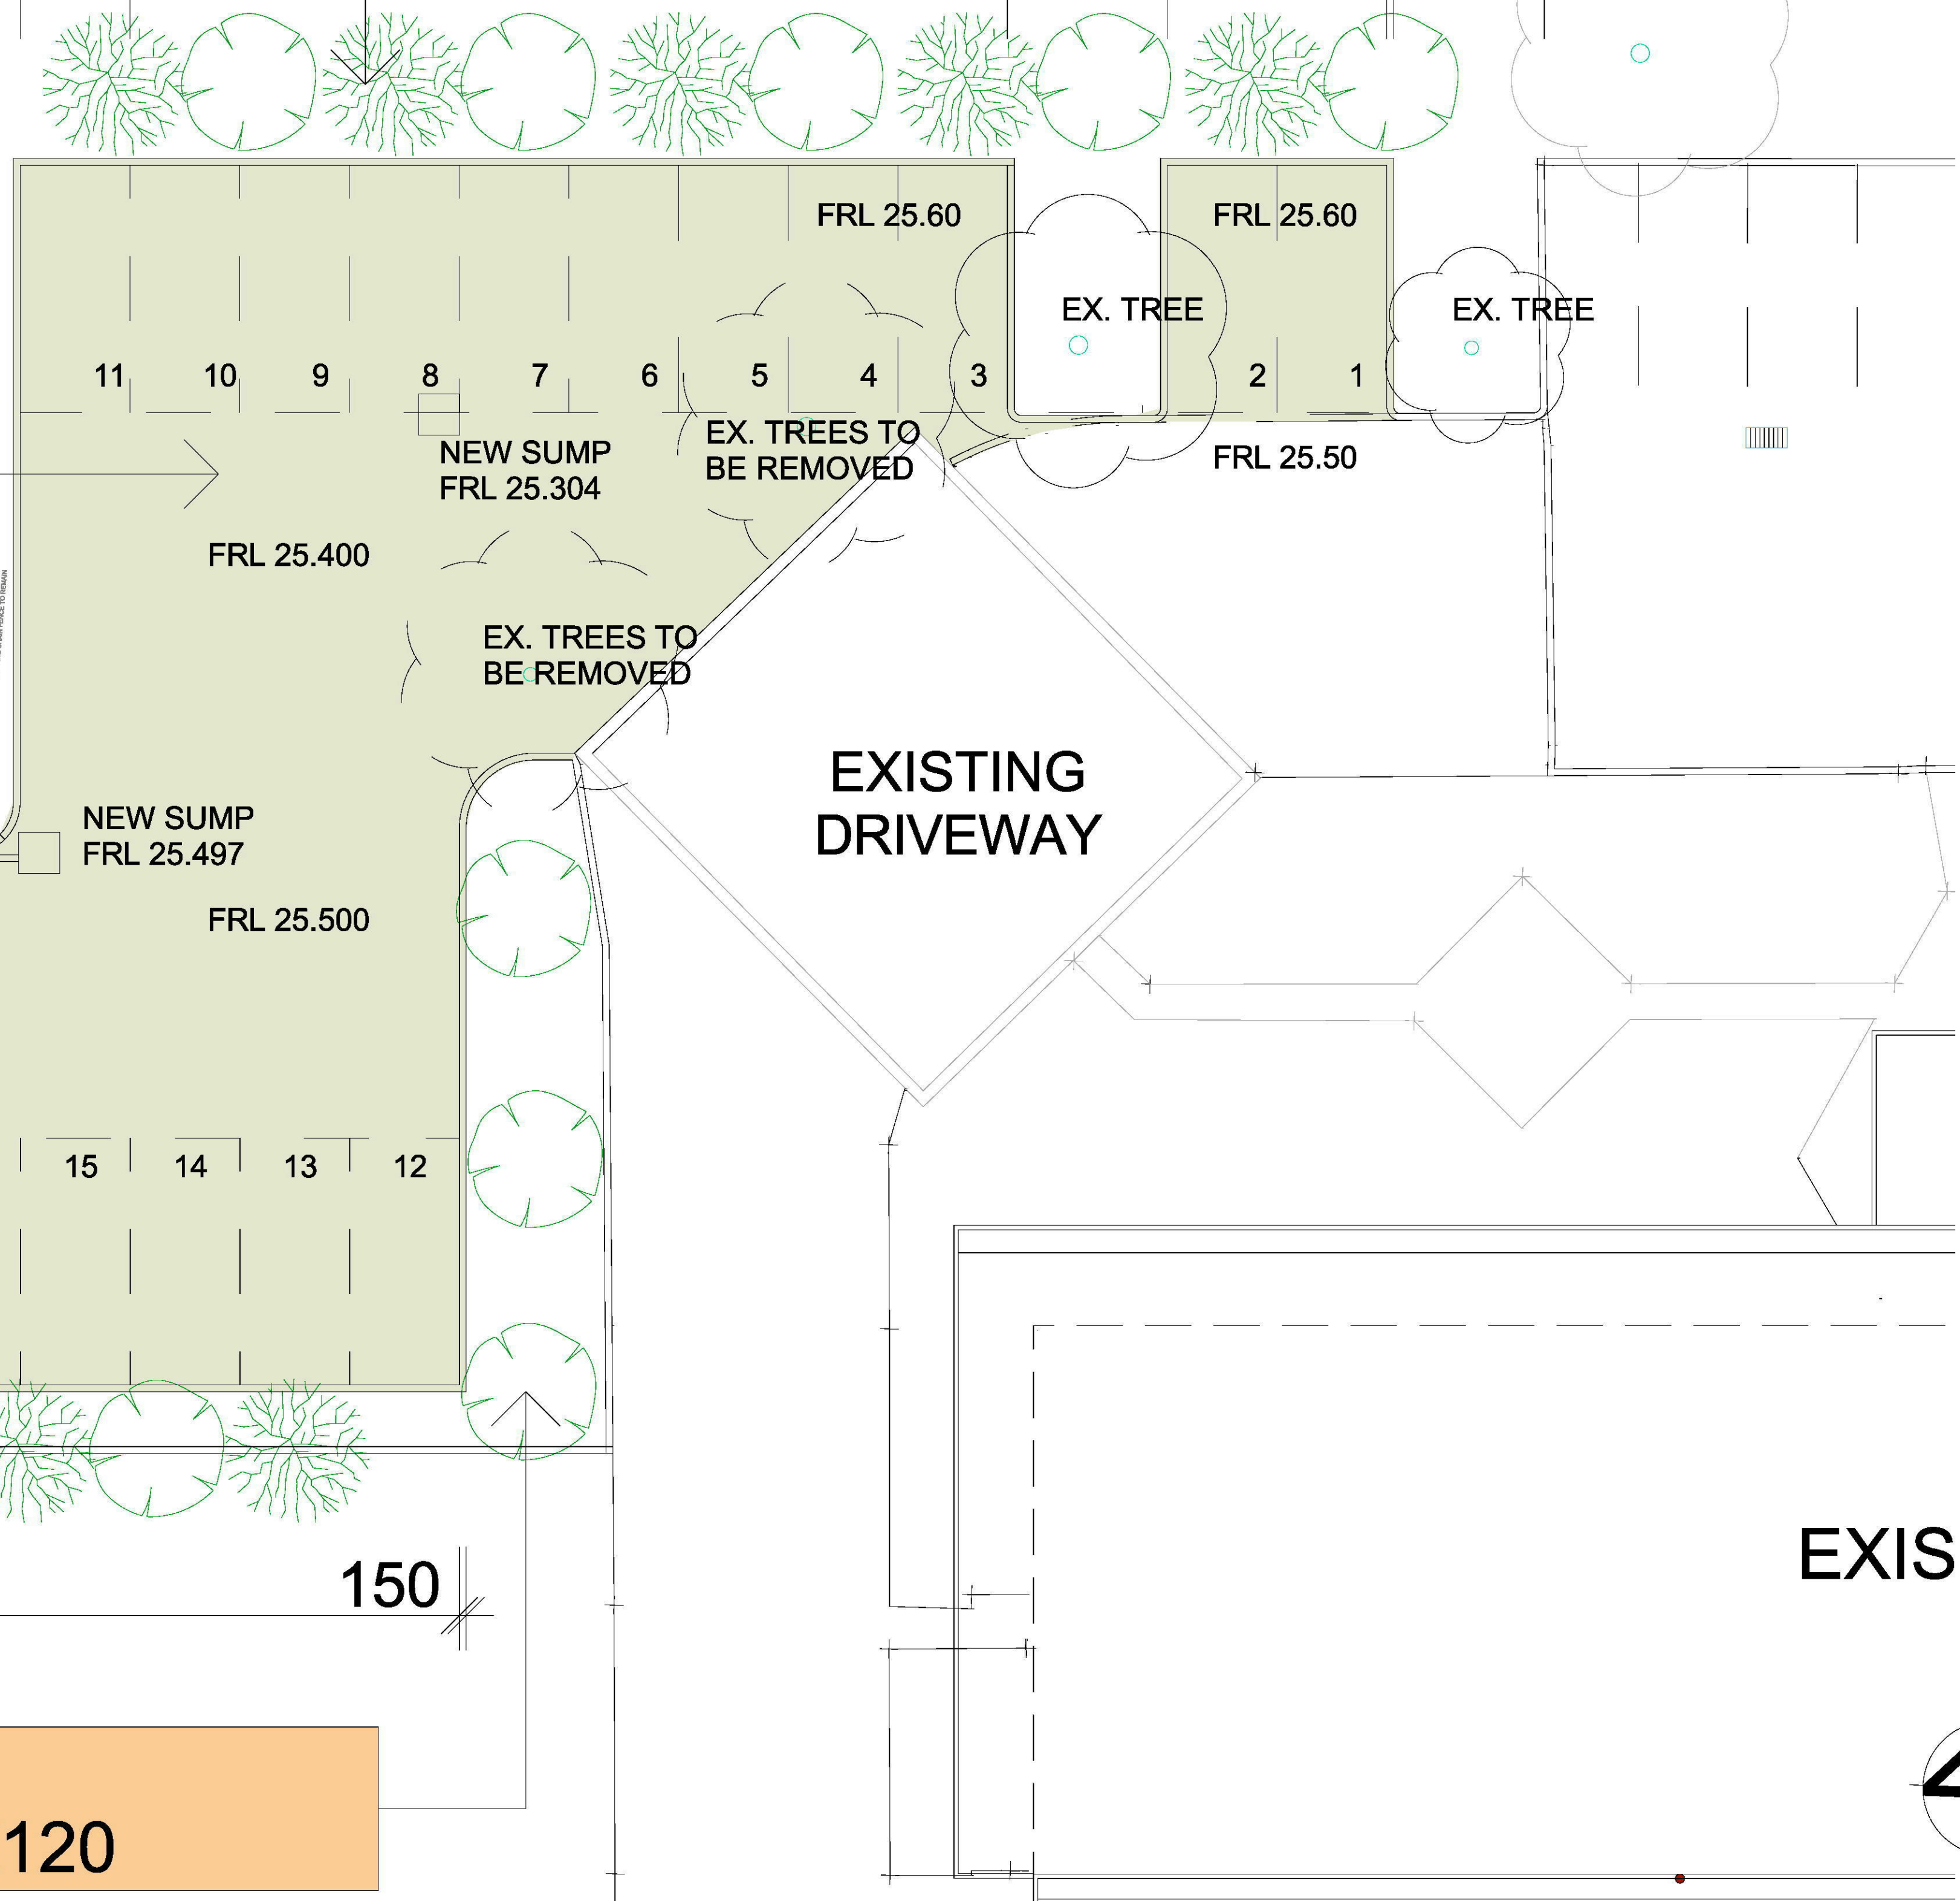 FRL 25.60
FRL 25.60
EX. TREE
EX. TREE
11
10
9
8
7
6
5
4
3
2
1
EX. TREES TO
BE REMOVED
NEW SUMP
FRL 25.304
FRL 25.50
FRL 25.400
EX. TREES TO
BE REMOVED
EXISTING
DRIVEWAY
NEW SUMP
FRL 25.497
FRL 25.500
15
14
13
12
EXIS
150
120